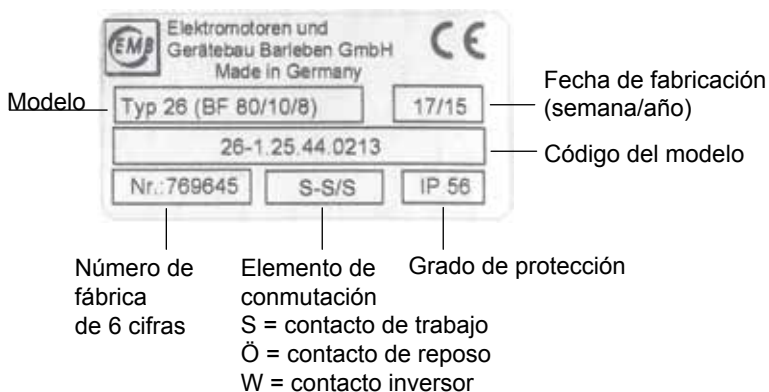 EMB
Elektromotoren und
Gerätebau Barleben GmbH
Made in Germany
CE
Modelo
Typ 26 (BF 80/10/8)
17/15
Fecha de fabricación
(semana/año)
26-1.25.44.0213
Código del modelo
Nr.:769645
S-S/S
IP 56
Número de
fábrica
de 6 cifras
Elemento de
conmutación
S = contacto de trabajo
Ö = contacto de reposo
W = contacto inversor
Grado de protección